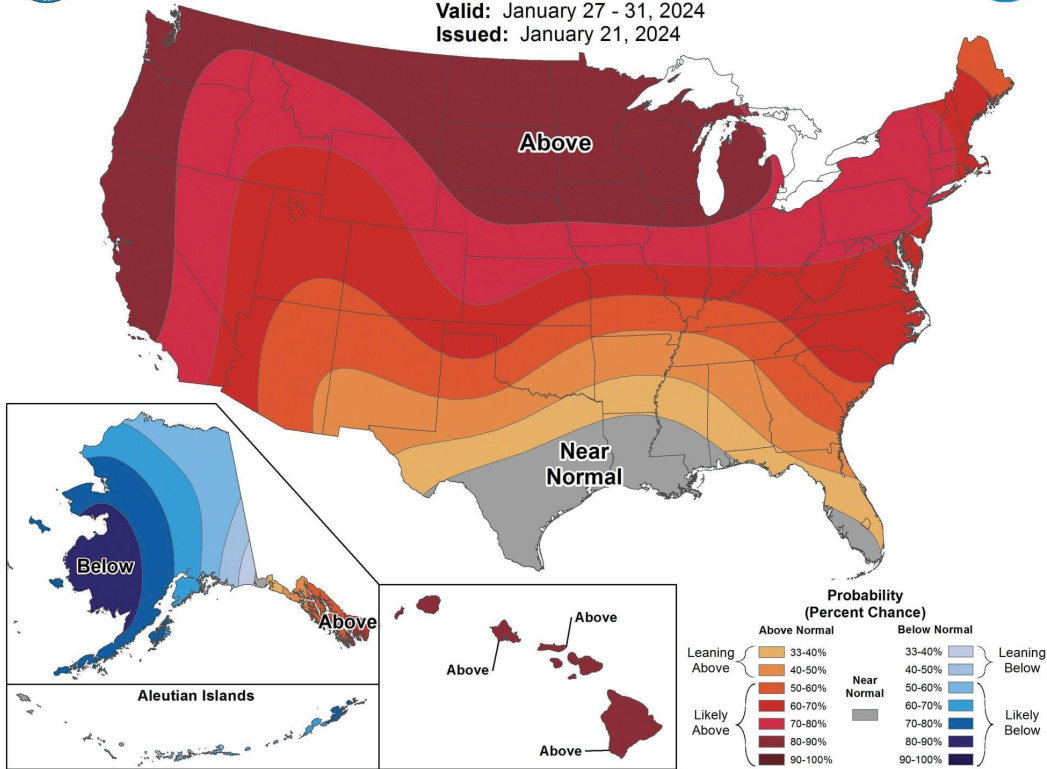 Valid: January 27 - 31, 2024
Issued: January 21, 2024
Above
Near
Normal
Below
Above
Aleutian Islands
Above
Above
Above
Probability
(Percent Chance)
Above Normal
Below Normal
Leaning
Above
33-40%
40-50%
Likely
Above
50-60%
60-70%
70-80%
80-90%
90-100%
Near
Normal
33-40%
40-50%
Leaning
Below
50-60%
60-70%
70-80%
80-90%
90-100%
Likely
Below